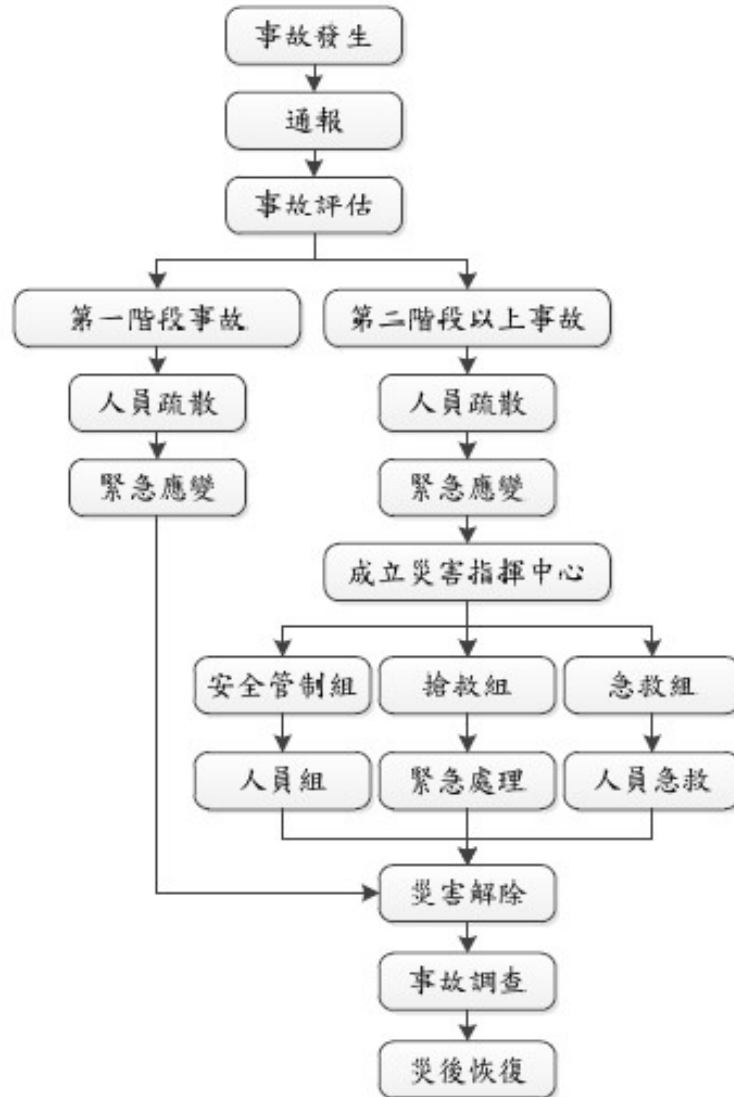 事故發生
通報
事故評估
第一階段事故
第二階段以上事故
人員疏散
人員疏散
緊急應變
緊急應變
成立災害指揮中心
安全管制組
搶救組
急救組
人員組
緊急處理
人員急救
災害解除
事故調查
災後恢復